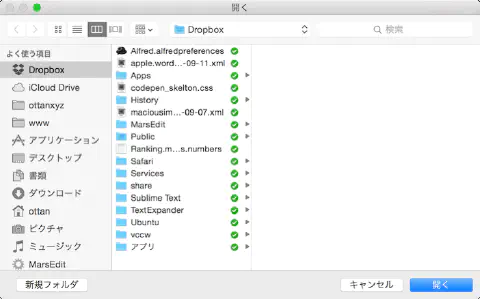 開く
Dropbox
検索
よく使う項目
Dropbox
iCloud Drive
ottanxyz
www
アプリケーション
デスクトップ
書類
ダウンロード
ottan
ピクチャ
ミュージック
MarsEdit
Alfred.alfredpreferences
apple.word...-09-11.xml
Apps
codepen_skelton.css
History
maciousim...-09-07.xml
MarsEdit
Public
Ranking.m...s.numbers
Safari
Services
share
Sublime Text
TextExpander
Ubuntu
vccw
アプリ
新規フォルダ
キャンセル
開く